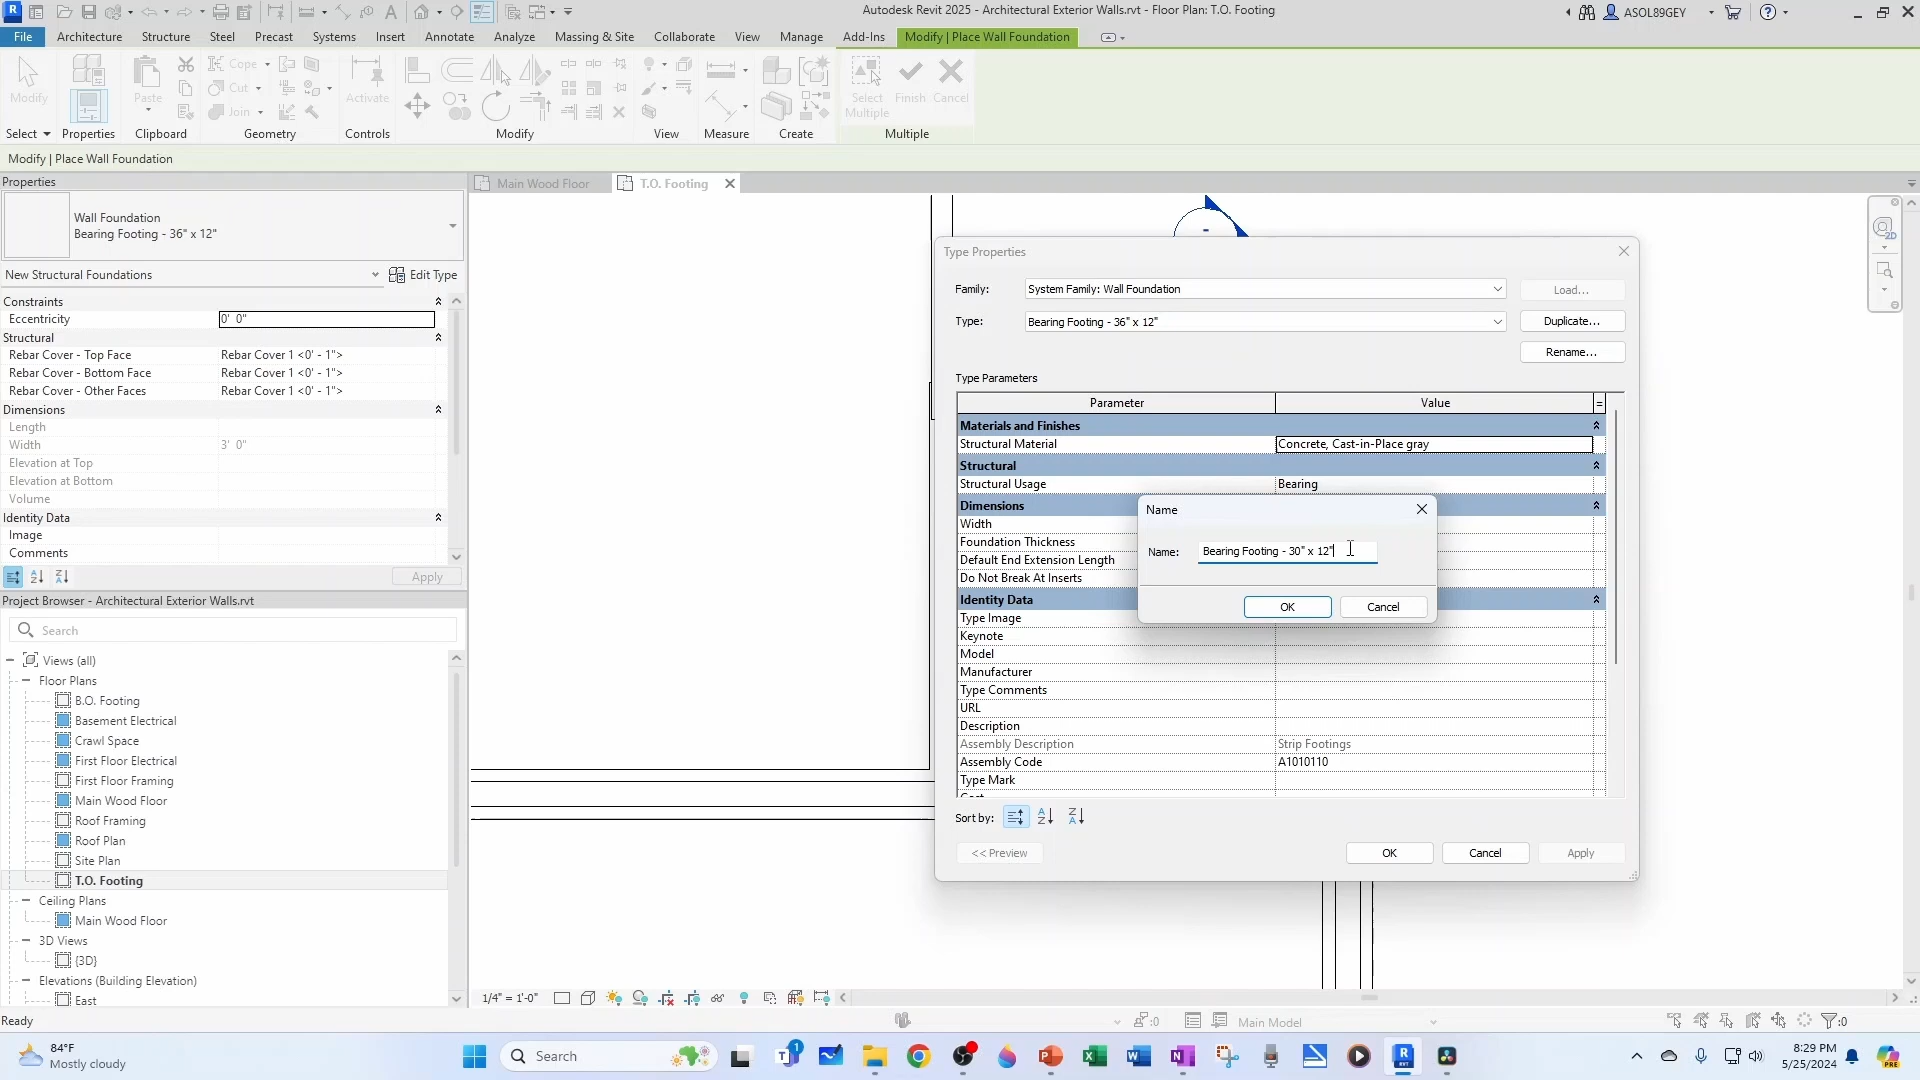 Autodesk Revit 2025 - Architectural Exterior Walls.rvt - Floor Plan: T.O. Footing
ASOL89GEY
File Architecture Structure Steel Precast Systems Insert Annotate Analyze Massing & Site Collaborate View Manage Add-Ins Modify | Place Wall Foundation
Modify Paste Cope Cut Join Activate Select Multiple Finish Cancel
Select Properties Clipboard Geometry Controls Modify View Measure Create Multiple
Modify | Place Wall Foundation
Properties
Main Wood Floor T.O. Footing
Wall Foundation
Bearing Footing - 36" x 12"
New Structural Foundations Edit Type
Constraints
Eccentricity 0' 0"
Structural
Rebar Cover - Top Face Rebar Cover 1 <0' - 1">
Rebar Cover - Bottom Face Rebar Cover 1 <0' - 1">
Rebar Cover - Other Faces Rebar Cover 1 <0' - 1">
Dimensions
Length
Width 3' 0"
Elevation at Top
Elevation at Bottom
Volume
Identity Data
Image
Comments
Apply
Project Browser - Architectural Exterior Walls.rvt
Search
Views (all)
Floor Plans
B.O. Footing
Basement Electrical
Crawl Space
First Floor Electrical
First Floor Framing
Main Wood Floor
Roof Framing
Roof Plan
Site Plan
T.O. Footing
Ceiling Plans
Main Wood Floor
3D Views
{3D}
Elevations (Building Elevation)
East
2D
Type Properties
Family: System Family: Wall Foundation Load...
Type: Bearing Footing - 36" x 12" Duplicate...
Rename...
Type Parameters
Parameter Value =
Materials and Finishes
Structural Material Concrete, Cast-in-Place gray
Structural
Structural Usage Bearing
Dimensions
Width
Foundation Thickness
Default End Extension Length
Do Not Break At Inserts
Identity Data
Type Image
Keynote
Model
Manufacturer
Type Comments
URL
Description
Assembly Description Strip Footings
Assembly Code A1010110
Type Mark
Cost
Sort by:
<< Preview OK Cancel Apply
Name
Name: Bearing Footing - 30" x 12"
OK Cancel
1/4" = 1'-0"
Ready :0 Main Model :0
84°F
Mostly cloudy
Search
8:29 PM
5/25/2024